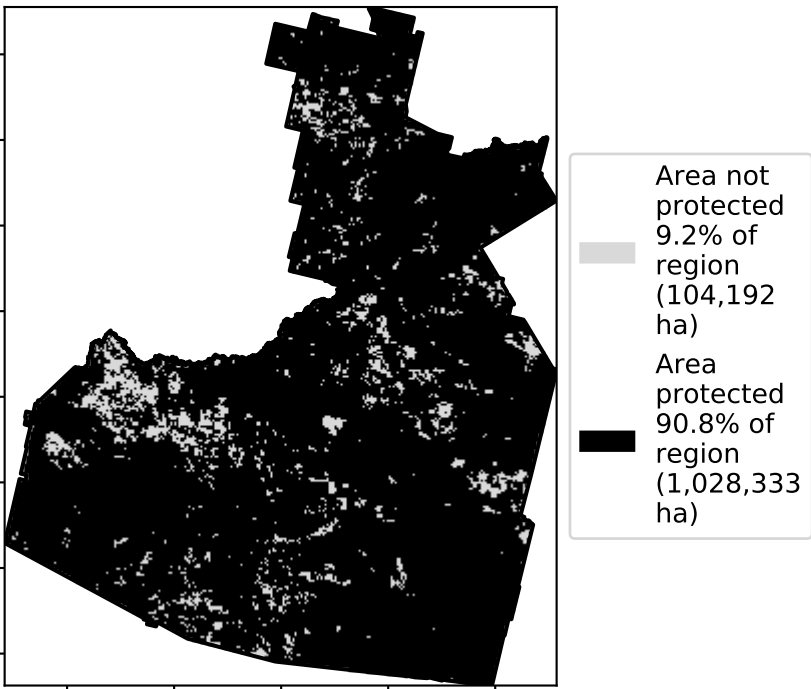 Area not
protected
9.2% of
region
(104,192
ha)
Area
protected
90.8% of
region
(1,028,333
ha)